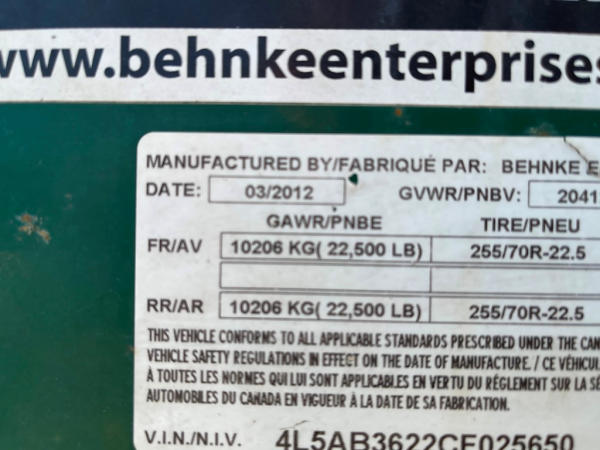 www.behnkeenterprises
MANUFACTURED BY/FABRIQUÉ PAR: BEHNKE E
DATE: 03/2012 GVWR/PNBV: 20412
GAWR/PNBE TIRE/PNEU
FR/AV 10206 KG( 22,500 LB) 255/70R-22.5
RR/AR 10206 KG( 22,500 LB) 255/70R-22.5
THIS VEHICLE CONFORMS TO ALL APPLICABLE STANDARDS PRESCRIBED UNDER THE CAN
VEHICLE SAFETY REGULATIONS IN EFFECT ON THE DATE OF MANUFACTURE. / CE VÉHICUL
À TOUTES LES NORMES QUI LUI SONT APPLICABLES EN VERTU DU RÉGLEMENT SUR LA SÉ
AUTOMOBILES DU CANADA EN VIGUEUR À LA DATE DE SA FABRICATION.
V.I.N./N.I.V. 4L5AB3622CF025650